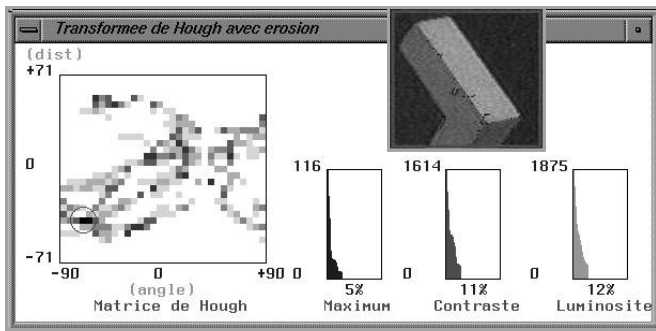 Transformee de Hough avec erosion
(dist)
+71
0
-71
-90 0 +90
(angle)
Matrice de Hough
116
0
5%
Maximum
1614
0
11%
Contraste
1875
0
12%
Luminosite